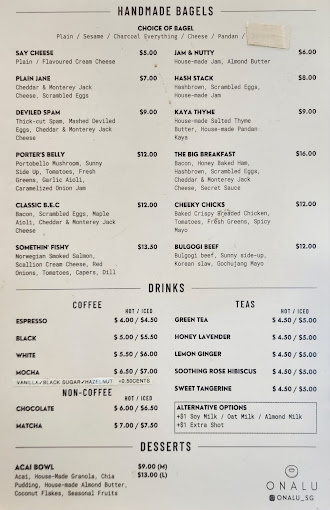 HANDMADE BAGELS
CHOICE OF BAGEL
Plain / Sesame / Charcoal Everything / Cheese / Pandan /
SAY CHEESE $5.00
Plain / Flavoured Cream Cheese
PLAIN JANE $7.00
Cheddar & Monterey Jack
Cheese, Scrambled Eggs
DEVILED SPAM $9.00
Thick-cut Spam, Mashed Deviled
Eggs, Cheddar & Monterey Jack
Cheese
PORTER'S BELLY $12.00
Portobello Mushroom, Sunny
Side Up, Tomatoes, Fresh
Greens, Garlic Aioli,
Caramelized Onion Jam
CLASSIC B.E.C $12.00
Bacon, Scrambled Eggs, Maple
Aioli, Cheddar & Monterey Jack
Cheese
SOMETHIN' FISHY $13.50
Norwegian Smoked Salmon,
Scallion Cream Cheese, Red
Onions, Tomatoes, Capers, Dill
JAM & NUTTY $6.00
House-made Jam, Almond Butter
HASH STACK $8.00
Hashbrown, Scrambled Eggs,
House-made Jam
KAYA THYME $9.00
House-made Salted Thyme
Butter, House-made Pandan
Kaya
THE BIG BREAKFAST $16.00
Bacon, Honey Baked Ham,
Hashbrown, Scrambled Eggs,
Cheddar & Monterey Jack
Cheese, Secret Sauce
CHEEKY CHICKS $12.00
Baked Crispy Breaded Chicken,
Tomatoes, Fresh Greens, Spicy
Mayo
BULGOGI BEEF $12.00
Bulgogi beef, Sunny side-up,
Korean slaw, Gochujang Mayo
DRINKS
COFFEE
HOT / ICED
ESPRESSO $ 4.00 / $4.50
BLACK $ 5.00 / $5.50
WHITE $ 5.50 / $6.00
MOCHA $ 6.50 / $7.00
VANILLA/BLACK SUGAR/HAZELNUT +0.50CENTS
NON-COFFEE HOT / ICED
CHOCOLATE $ 6.00 / $6.50
MATCHA $ 7.00 / $7.50
TEAS
HOT / ICED
GREEN TEA $ 4.50 / $5.00
HONEY LAVENDER $ 4.50 / $5.00
LEMON GINGER $ 4.50 / $5.00
SOOTHING ROSE HIBISCUS $ 4.50 / $5.00
SWEET TANGERINE $ 4.50 / $5.00
ALTERNATIVE OPTIONS
+$1 Soy Milk / Oat Milk / Almond Milk
+$1 Extra Shot
DESSERTS
ACAI BOWL $9.00 (M)
Acai, House-Made Granola, Chia $13.00 (L)
Pudding, House-made Almond Butter,
Coconut Flakes, Seasonal Fruits
ONALU
ONALU_SG